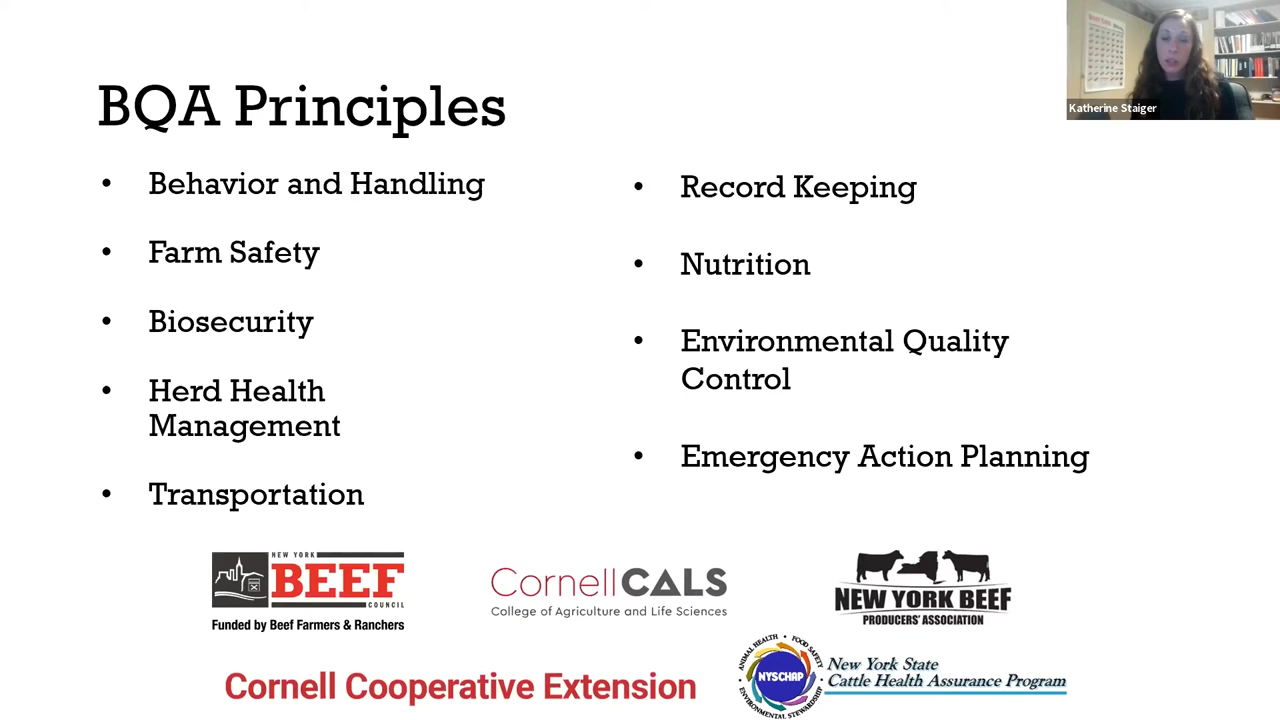 BQA Principles
Katherine Staiger
Behavior and Handling
Farm Safety
Biosecurity
Herd Health
Management
Transportation
Record Keeping
Nutrition
Environmental Quality
Control
Emergency Action Planning
NEW YORK
BEEF
COUNCIL
Funded by Beef Farmers & Ranchers
CornellCALS
College of Agriculture and Life Sciences
NEW YORK BEEF
PRODUCERS' ASSOCIATION
Cornell Cooperative Extension
ANIMAL HEALTH • FOOD SAFETY • ENVIRONMENTAL STEWARDSHIP •
NYSCHAP
New York State
Cattle Health Assurance Program